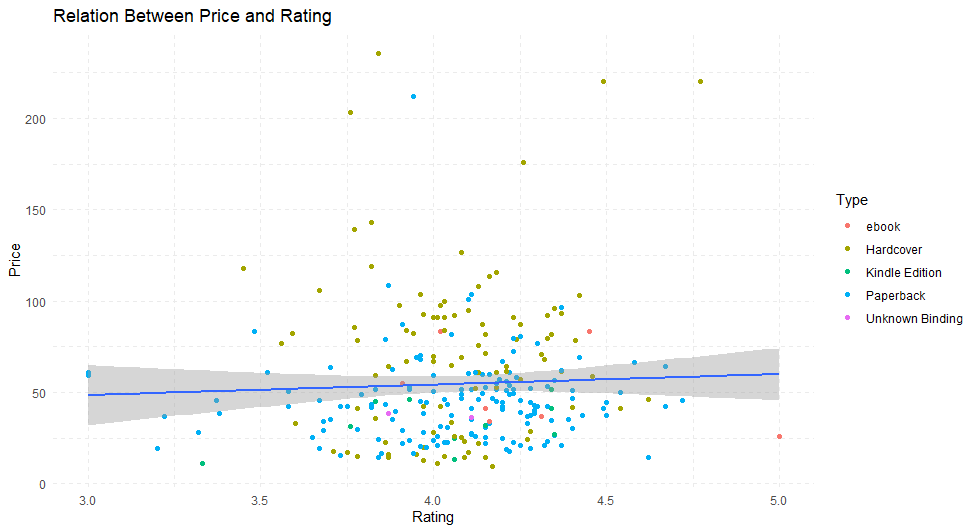 Relation Between Price and Rating
200
150
100
50
0
3.0
3.5
4.0
4.5
5.0
Rating
Price
Type
ebook
Hardcover
Kindle Edition
Paperback
Unknown Binding